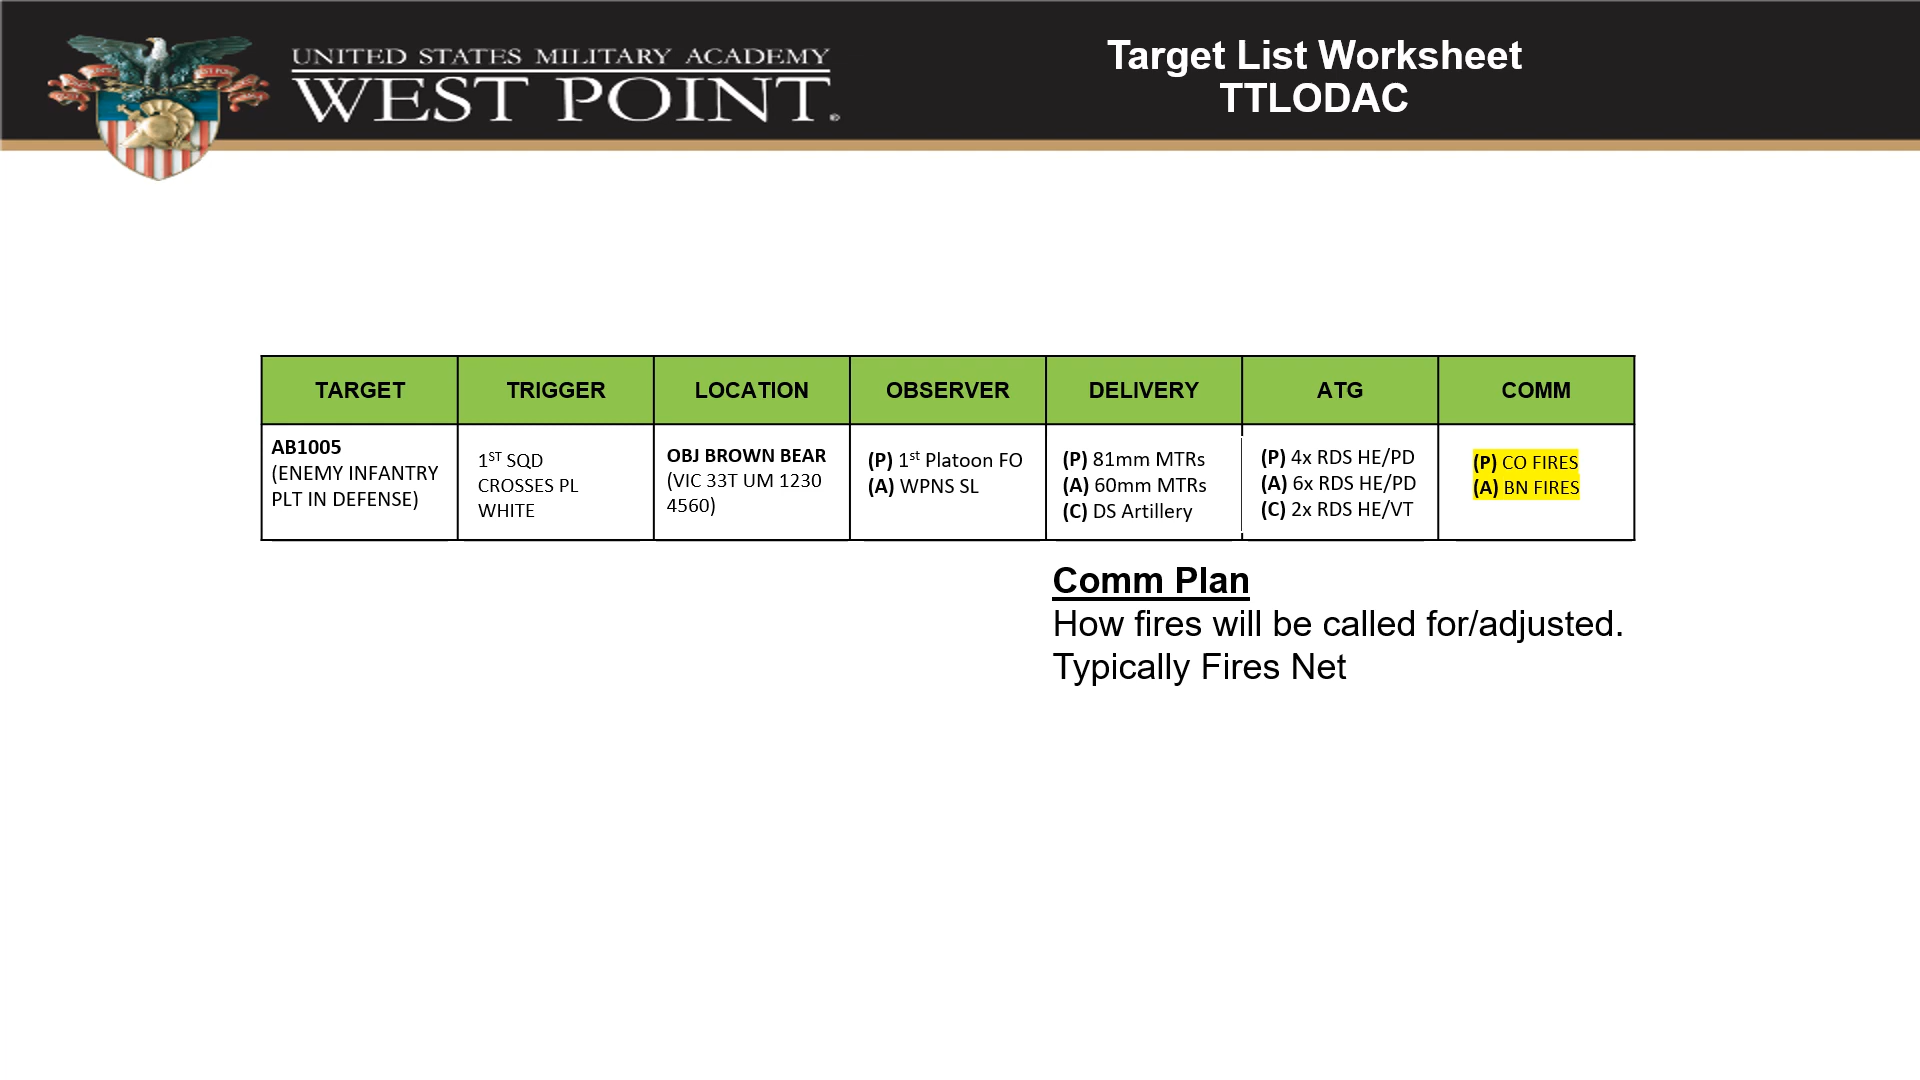 UNITED STATES MILITARY ACADEMY
WEST POINT®
Target List Worksheet
TTLODAC
TARGET TRIGGER LOCATION OBSERVER DELIVERY ATG COMM
AB1005
(ENEMY INFANTRY
PLT IN DEFENSE)
1ST SQD
CROSSES PL
WHITE
OBJ BROWN BEAR
(VIC 33T UM 1230
4560)
(P) 1st Platoon FO
(A) WPNS SL
(P) 81mm MTRs
(A) 60mm MTRs
(C) DS Artillery
(P) 4x RDS HE/PD
(A) 6x RDS HE/PD
(C) 2x RDS HE/VT
(P) CO FIRES
(A) BN FIRES
Comm Plan
How fires will be called for/adjusted.
Typically Fires Net